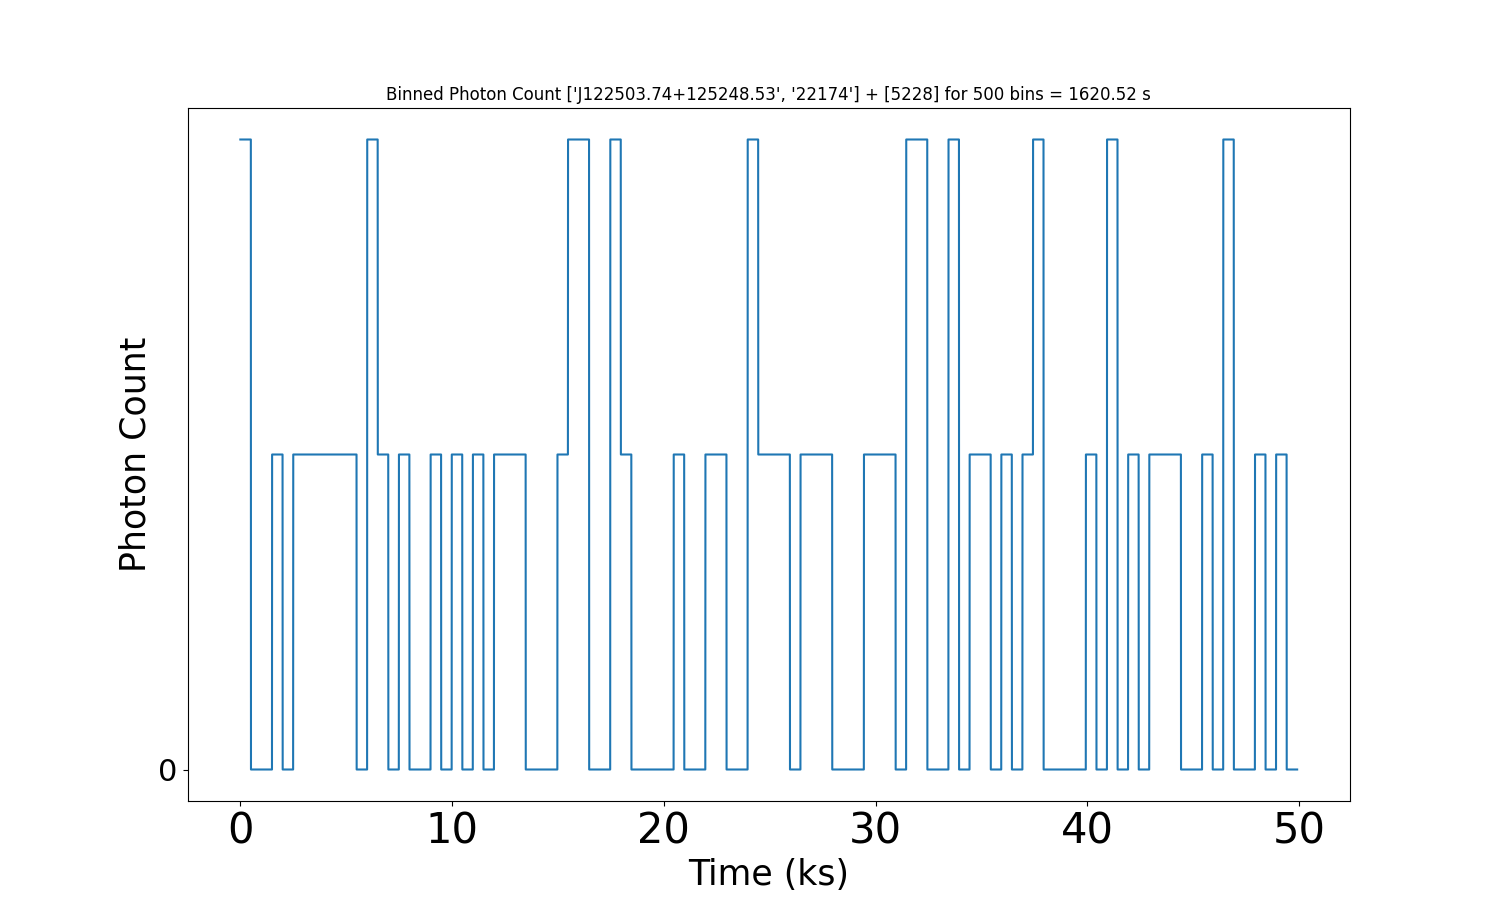 Binned Photon Count ['J122503.74+125248.53', '22174'] + [5228] for 500 bins = 1620.52 s
Photon Count
0
0 10 20 30 40 50
Time (ks)